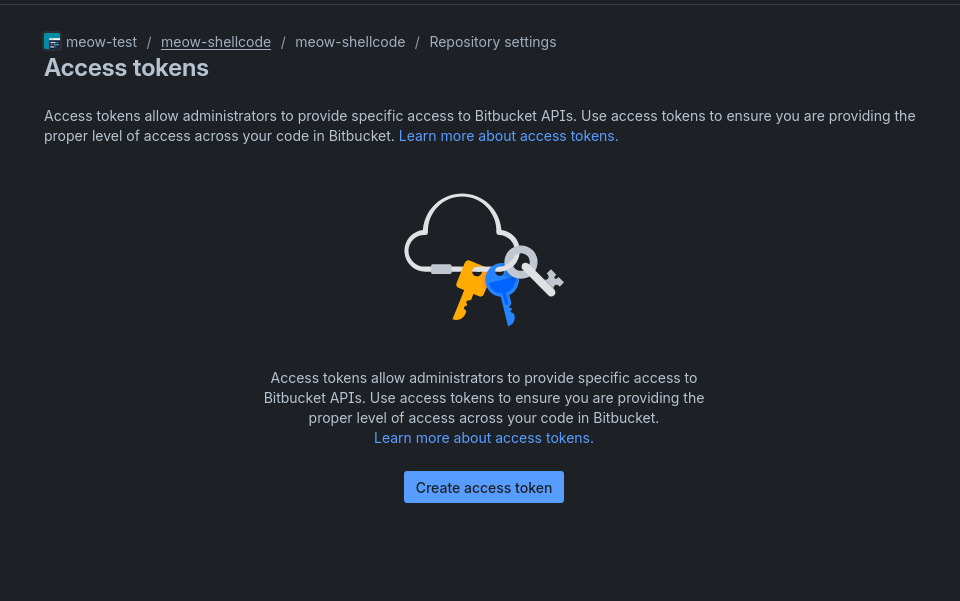 meow-test / meow-shellcode / meow-shellcode / Repository settings
Access tokens
Access tokens allow administrators to provide specific access to Bitbucket APIs. Use access tokens to ensure you are providing the
proper level of access across your code in Bitbucket. Learn more about access tokens.
Access tokens allow administrators to provide specific access to
Bitbucket APIs. Use access tokens to ensure you are providing the
proper level of access across your code in Bitbucket.
Learn more about access tokens.
Create access token